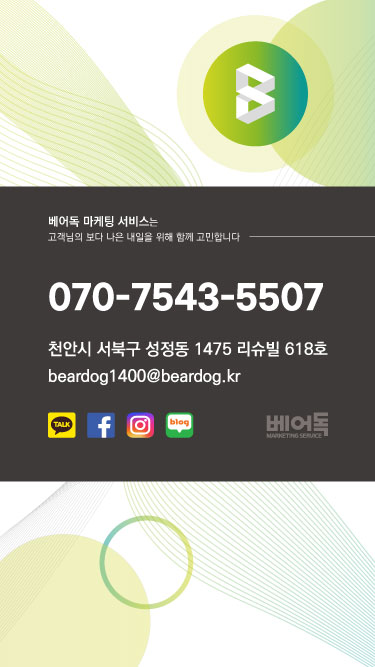 B
베어독 마케팅 서비스는
고객님의 보다 나은 내일을 위해 함께 고민합니다
070-7543-5507
천안시 서북구 성정동 1475 리슈빌 618호
beardog1400@beardog.kr
TALK
f
blog
베어독
MARKETING SERVICE